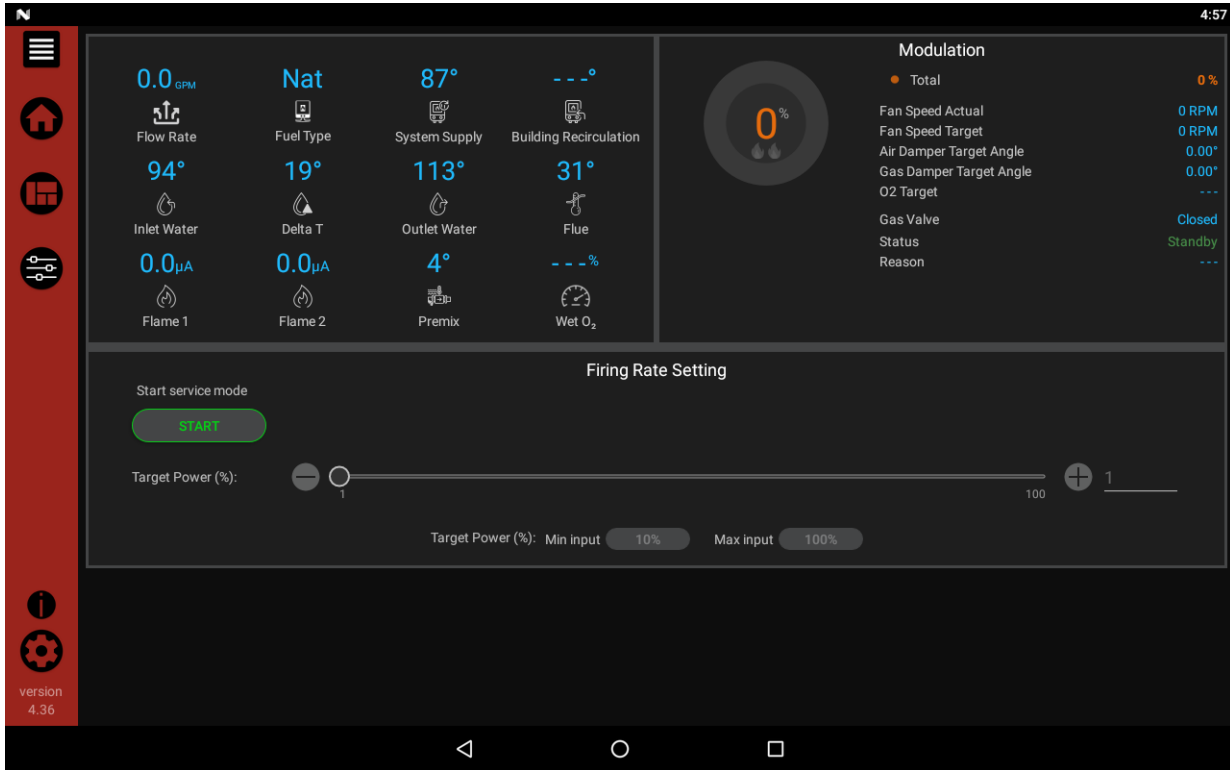 4:57
0.0 GPM Nat 87° - - -°
Flow Rate Fuel Type System Supply Building Recirculation
94° 19° 113° 31°
Inlet Water Delta T Outlet Water Flue
0.0µA 0.0µA 4° - - -%
Flame 1 Flame 2 Premix Wet O₂
Modulation
Total 0 %
0%
Fan Speed Actual 0 RPM
Fan Speed Target 0 RPM
Air Damper Target Angle 0.00°
Gas Damper Target Angle 0.00°
O2 Target - - -
Gas Valve Closed
Status Standby
Reason - - -
Firing Rate Setting
Start service mode
START
Target Power (%): 1
1 100
Target Power (%): Min input 10% Max input 100%
version
4.36